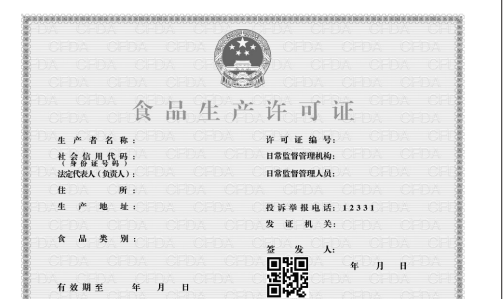 食品生产许可证
生产者名称：
社会信用代码：
（身份证号码）
法定代表人（负责人）：
住所：
生产地址：
食品类别：
有效期至 年 月 日
许可证编号：
日常监督管理机构：
日常监督管理人员：
投诉举报电话：12331
发证机关：
签发人：
年 月 日